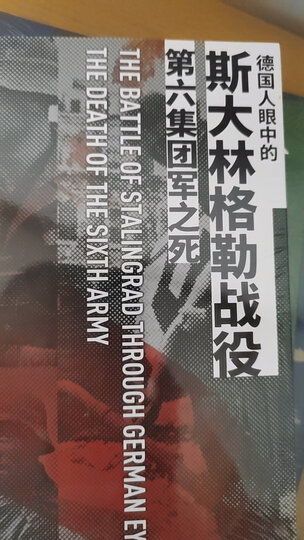 德国人眼中的
斯大林格勒战役
第六集团军之死
THE BATTLE OF STALINGRAD THROUGH GERMAN EY
THE DEATH OF THE SIXTH ARMY